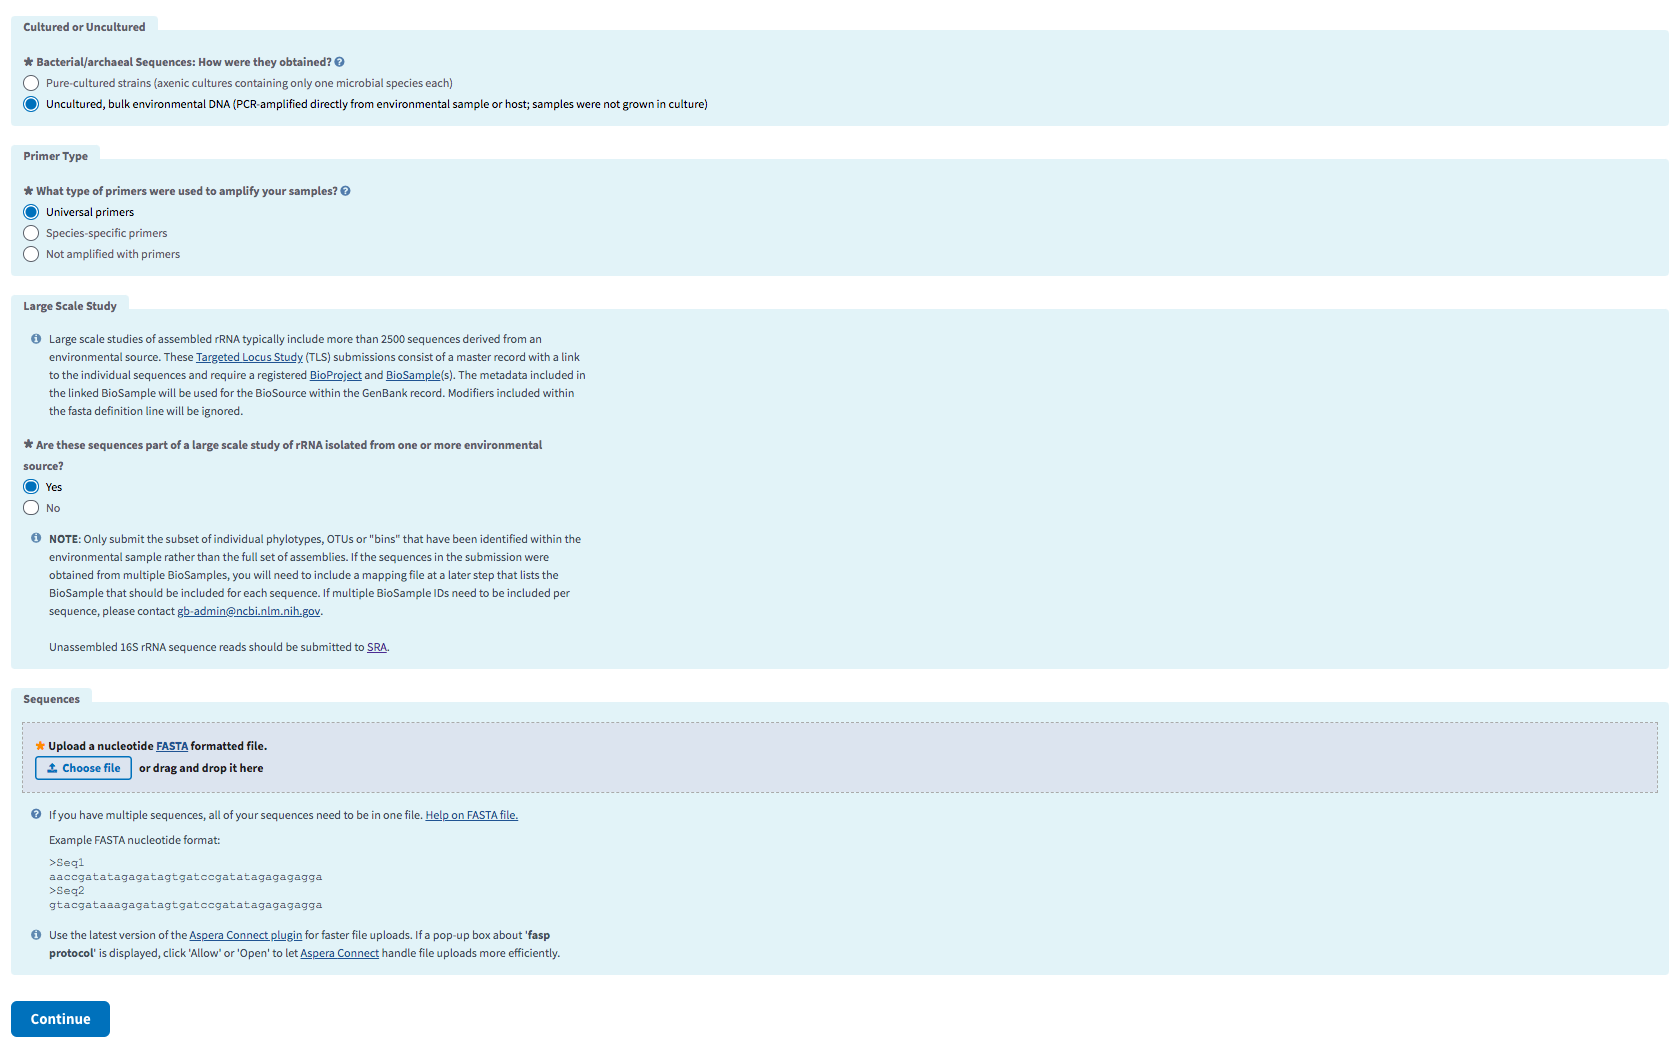 Cultured or Uncultured
* Bacterial/archaeal Sequences: How were they obtained?
Pure-cultured strains (axenic cultures containing only one microbial species each)
Uncultured, bulk environmental DNA (PCR-amplified directly from environmental sample or host; samples were not grown in culture)
Primer Type
* What type of primers were used to amplify your samples?
Universal primers
Species-specific primers
Not amplified with primers
Large Scale Study
Large scale studies of assembled rRNA typically include more than 2500 sequences derived from an
environmental source. These Targeted Locus Study (TLS) submissions consist of a master record with a link
to the individual sequences and require a registered BioProject and BioSample(s). The metadata included in
the linked BioSample will be used for the BioSource within the GenBank record. Modifiers included within
the fasta definition line will be ignored.
* Are these sequences part of a large scale study of rRNA isolated from one or more environmental
source?
Yes
No
NOTE: Only submit the subset of individual phylotypes, OTUs or "bins" that have been identified within the
environmental sample rather than the full set of assemblies. If the sequences in the submission were
obtained from multiple BioSamples, you will need to include a mapping file at a later step that lists the
BioSample that should be included for each sequence. If multiple BioSample IDs need to be included per
sequence, please contact gb-admin@ncbi.nlm.nih.gov.
Unassembled 16S rRNA sequence reads should be submitted to SRA.
Sequences
* Upload a nucleotide FASTA formatted file.
Choose file or drag and drop it here
If you have multiple sequences, all of your sequences need to be in one file. Help on FASTA file.
Example FASTA nucleotide format:
>Seq1
aaccgatatagagatagtgatccgatatagagagagga
>Seq2
gtacgataaagagatagtgatccgatatagagagagga
Use the latest version of the Aspera Connect plugin for faster file uploads. If a pop-up box about 'fasp
protocol' is displayed, click 'Allow' or 'Open' to let Aspera Connect handle file uploads more efficiently.
Continue